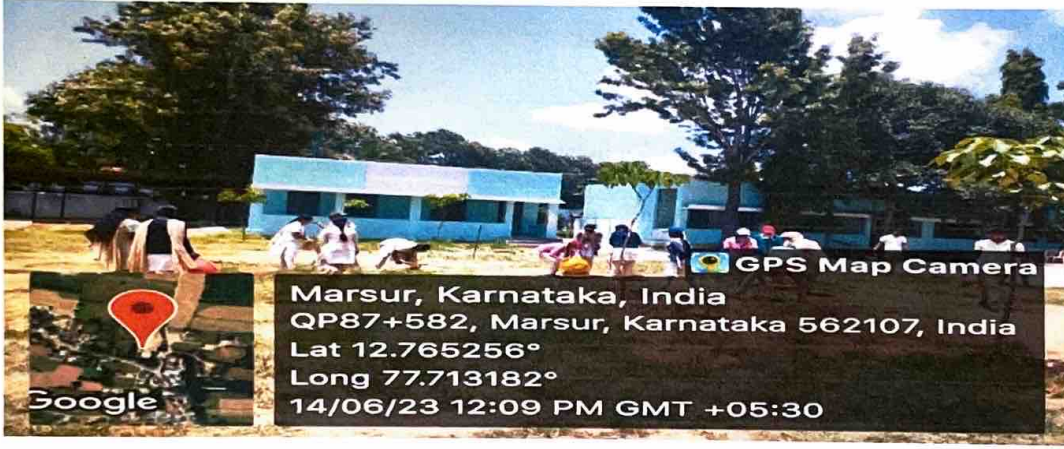 GPS Map Camera
Marsur, Karnataka, India
QP87+582, Marsur, Karnataka 562107, India
Lat 12.765256°
Long 77.713182°
14/06/23 12:09 PM GMT +05:30
Google